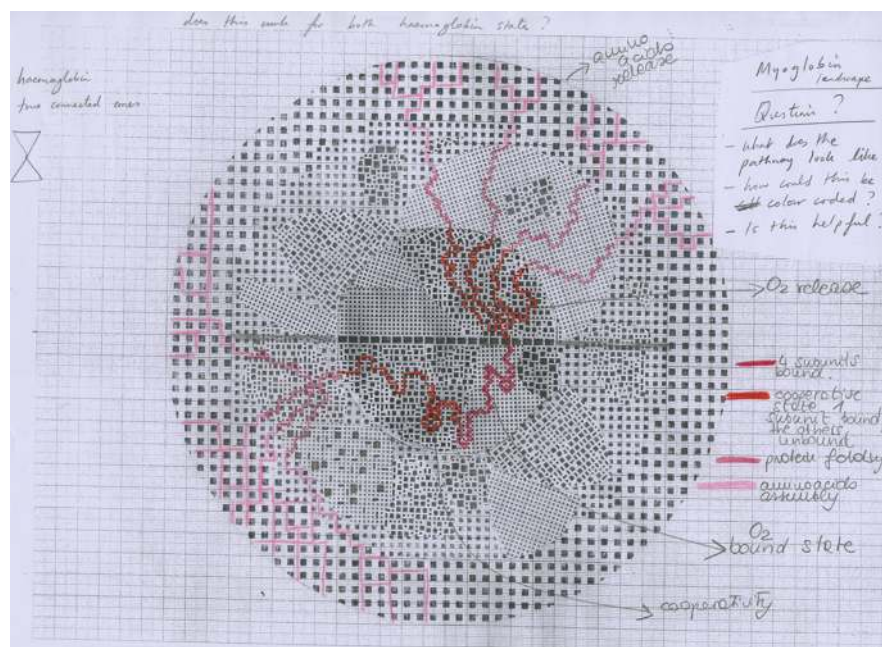 does this work for both haemoglobin state ?
haemoglobin
two connected cones
amino
acids
release
Myoglobin
landscape
Question ?
- what does the
pathway look like
- how could this be
colour coded ?
- Is this helpful ?
O2 release
4 subunits
bound.
cooperative
state 1
subunit bound
the others
unbound
protein folding
aminoacids
assembly
O2
bound state
cooperativity